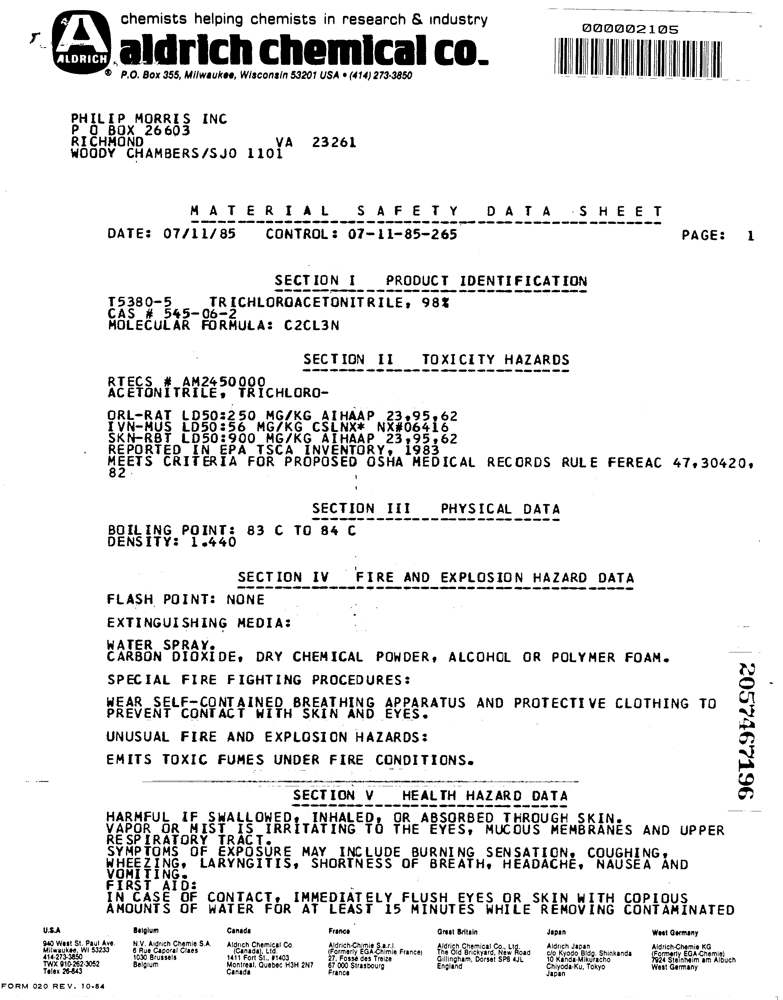 chemists helping chemists in research & industry
aldrich chemical co.
ALDRICH
®
P.O. Box 355, Milwaukee, Wisconsin 53201 USA • (414) 273-3850
000002105
PHILIP MORRIS INC
P O BOX 26603
RICHMOND VA 23261
WOODY CHAMBERS/SJO 1101
MATERIAL SAFETY DATA SHEET
DATE: 07/11/85 CONTROL: 07-11-85-265 PAGE: 1
SECTION I PRODUCT IDENTIFICATION
T5380-5 TRICHLOROACETONITRILE, 98%
CAS # 545-06-2
MOLECULAR FORMULA: C2CL3N
SECTION II TOXICITY HAZARDS
RTECS # AM2450000
ACETONITRILE, TRICHLORO-
ORL-RAT LD50:250 MG/KG AIHAAP 23,95,62
IVN-MUS LD50:56 MG/KG CSLNX* NX#06416
SKN-RBT LD50:900 MG/KG AIHAAP 23,95,62
REPORTED IN EPA TSCA INVENTORY, 1983
MEETS CRITERIA FOR PROPOSED OSHA MEDICAL RECORDS RULE FEREAC 47,30420,
82
SECTION III PHYSICAL DATA
BOILING POINT: 83 C TO 84 C
DENSITY: 1.440
SECTION IV FIRE AND EXPLOSION HAZARD DATA
FLASH POINT: NONE
EXTINGUISHING MEDIA:
WATER SPRAY.
CARBON DIOXIDE, DRY CHEMICAL POWDER, ALCOHOL OR POLYMER FOAM.
SPECIAL FIRE FIGHTING PROCEDURES:
WEAR SELF-CONTAINED BREATHING APPARATUS AND PROTECTIVE CLOTHING TO
PREVENT CONTACT WITH SKIN AND EYES.
UNUSUAL FIRE AND EXPLOSION HAZARDS:
EMITS TOXIC FUMES UNDER FIRE CONDITIONS.
2057467196
SECTION V HEALTH HAZARD DATA
HARMFUL IF SWALLOWED, INHALED, OR ABSORBED THROUGH SKIN.
VAPOR OR MIST IS IRRITATING TO THE EYES, MUCOUS MEMBRANES AND UPPER
RESPIRATORY TRACT.
SYMPTOMS OF EXPOSURE MAY INCLUDE BURNING SENSATION, COUGHING,
WHEEZING, LARYNGITIS, SHORTNESS OF BREATH, HEADACHE, NAUSEA AND
VOMITING.
FIRST AID:
IN CASE OF CONTACT, IMMEDIATELY FLUSH EYES OR SKIN WITH COPIOUS
AMOUNTS OF WATER FOR AT LEAST 15 MINUTES WHILE REMOVING CONTAMINATED
U.S.A
940 West St. Paul Ave.
Milwaukee, WI 53233
414-273-3850
TWX 910-262-3052
Telex 26-843
Belgium
N.V. Aldrich Chemie S.A.
6 Rue Caporal Claes
1030 Brussels
Belgium
Canada
Aldrich Chemical Co.
(Canada), Ltd.
1411 Fort St., #1403
Montreal, Quebec H3H 2N7
Canada
France
Aldrich-Chimie S.a.r.l.
(Formerly EGA-Chimie France)
27, Fosse des Treize
67 000 Strasbourg
France
Great Britain
Aldrich Chemical Co., Ltd.
The Old Brickyard, New Road
Gillingham, Dorset SP8 4JL
England
Japan
Aldrich Japan
c/o Kyodo Bldg. Shinkanda
10 Kanda-Mikuracho
Chiyoda-Ku, Tokyo
Japan
West Germany
Aldrich-Chemie KG
(Formerly EGA-Chemie)
7924 Steinheim am Albuch
West Germany
FORM 020 REV. 10-84